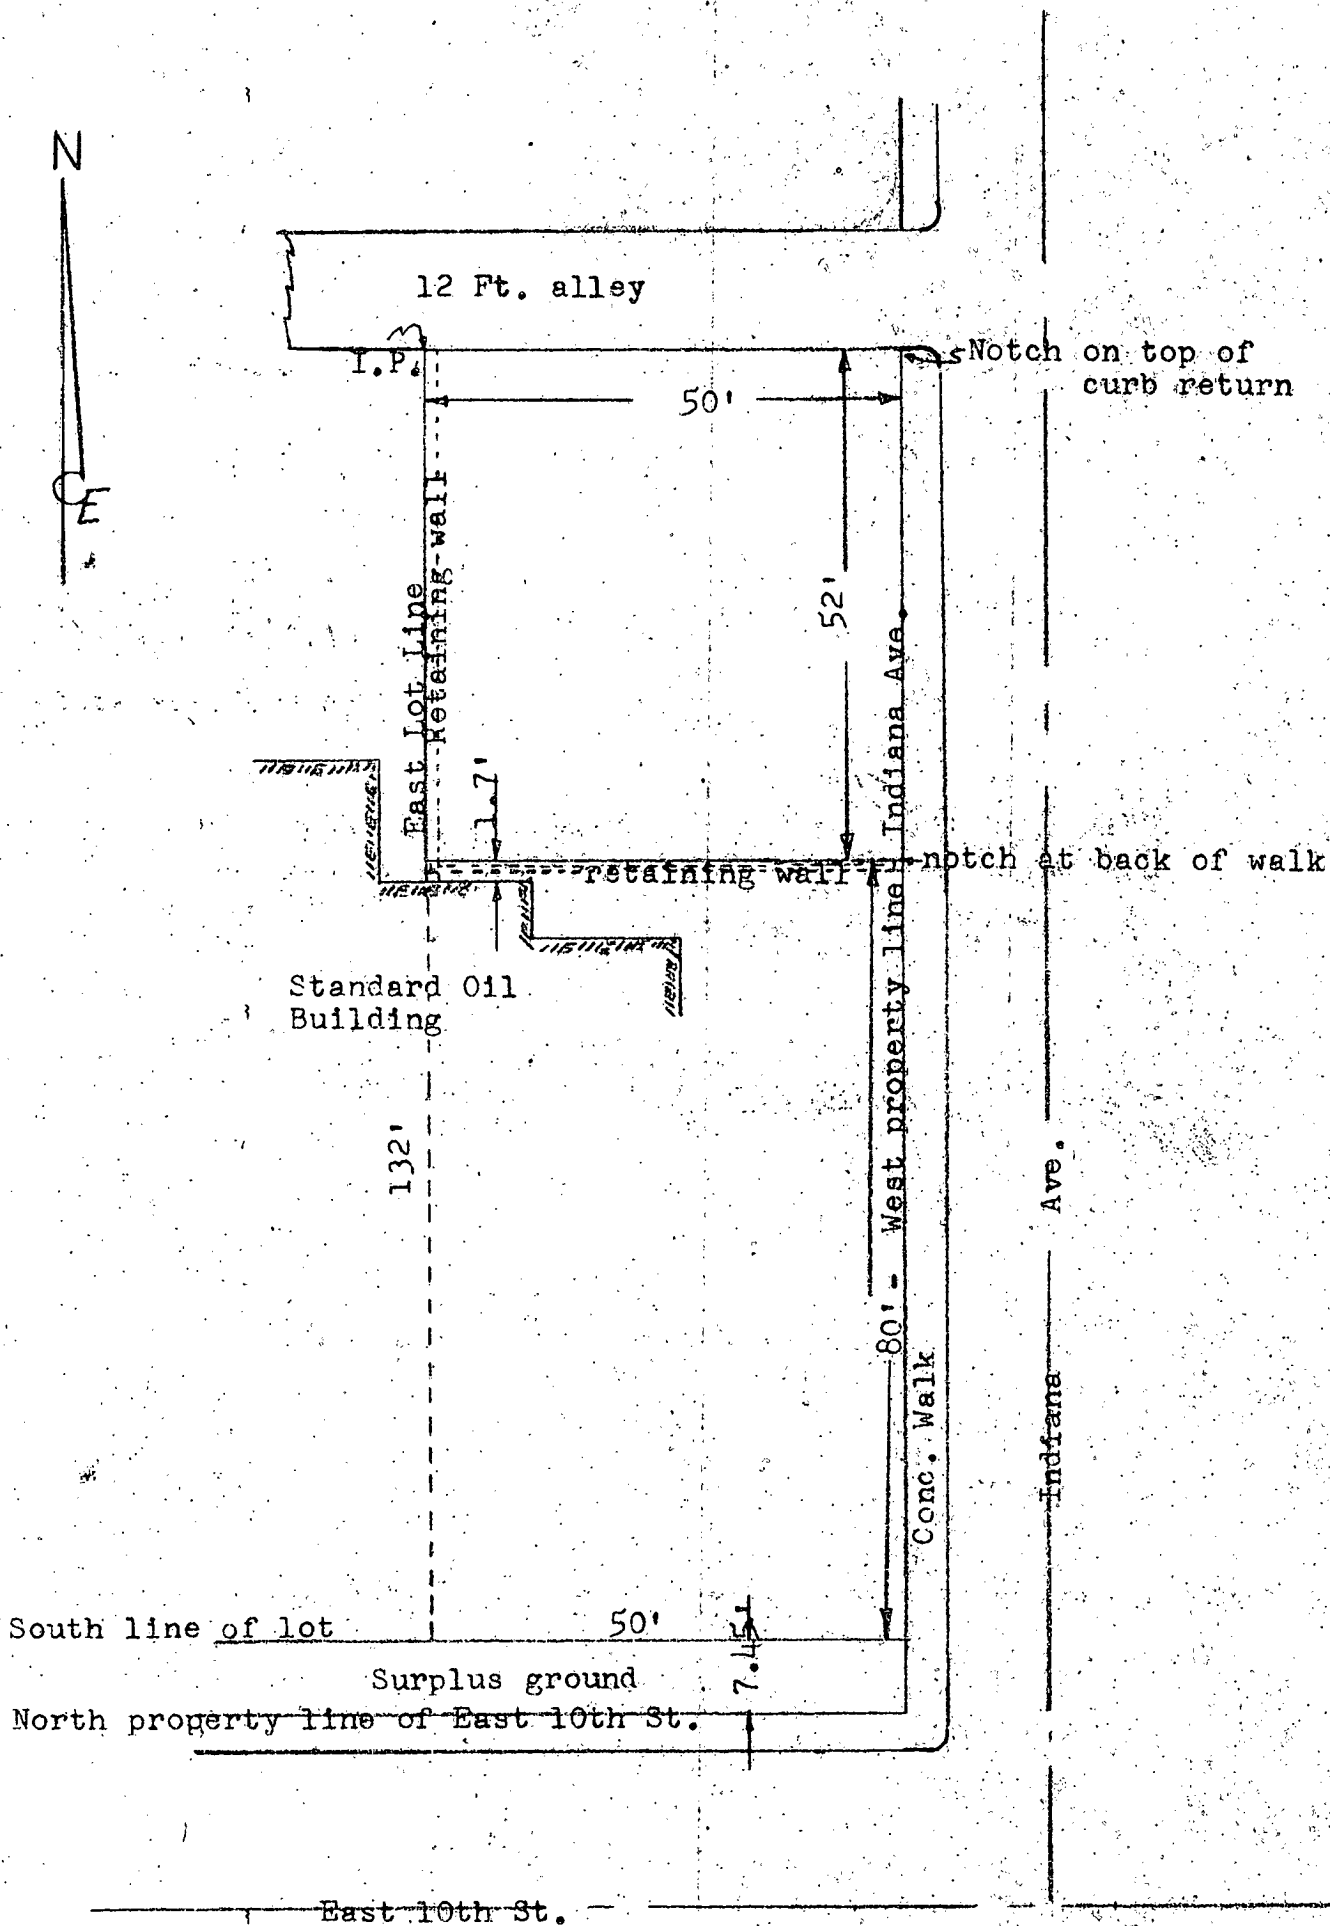 N
12 Ft. alley
I.P.
Notch on top of
curb return
50'
E
East Lot Line
Retaining wall
52'
1.7'
West property line Indiana Ave.
notch at back of walk
retaining wall
Standard Oil
Building
132'
80'-
Conc. Walk
Indiana Ave.
South line of lot
50'
7.45'
Surplus ground
North property line of East 10th St.
East 10th St.